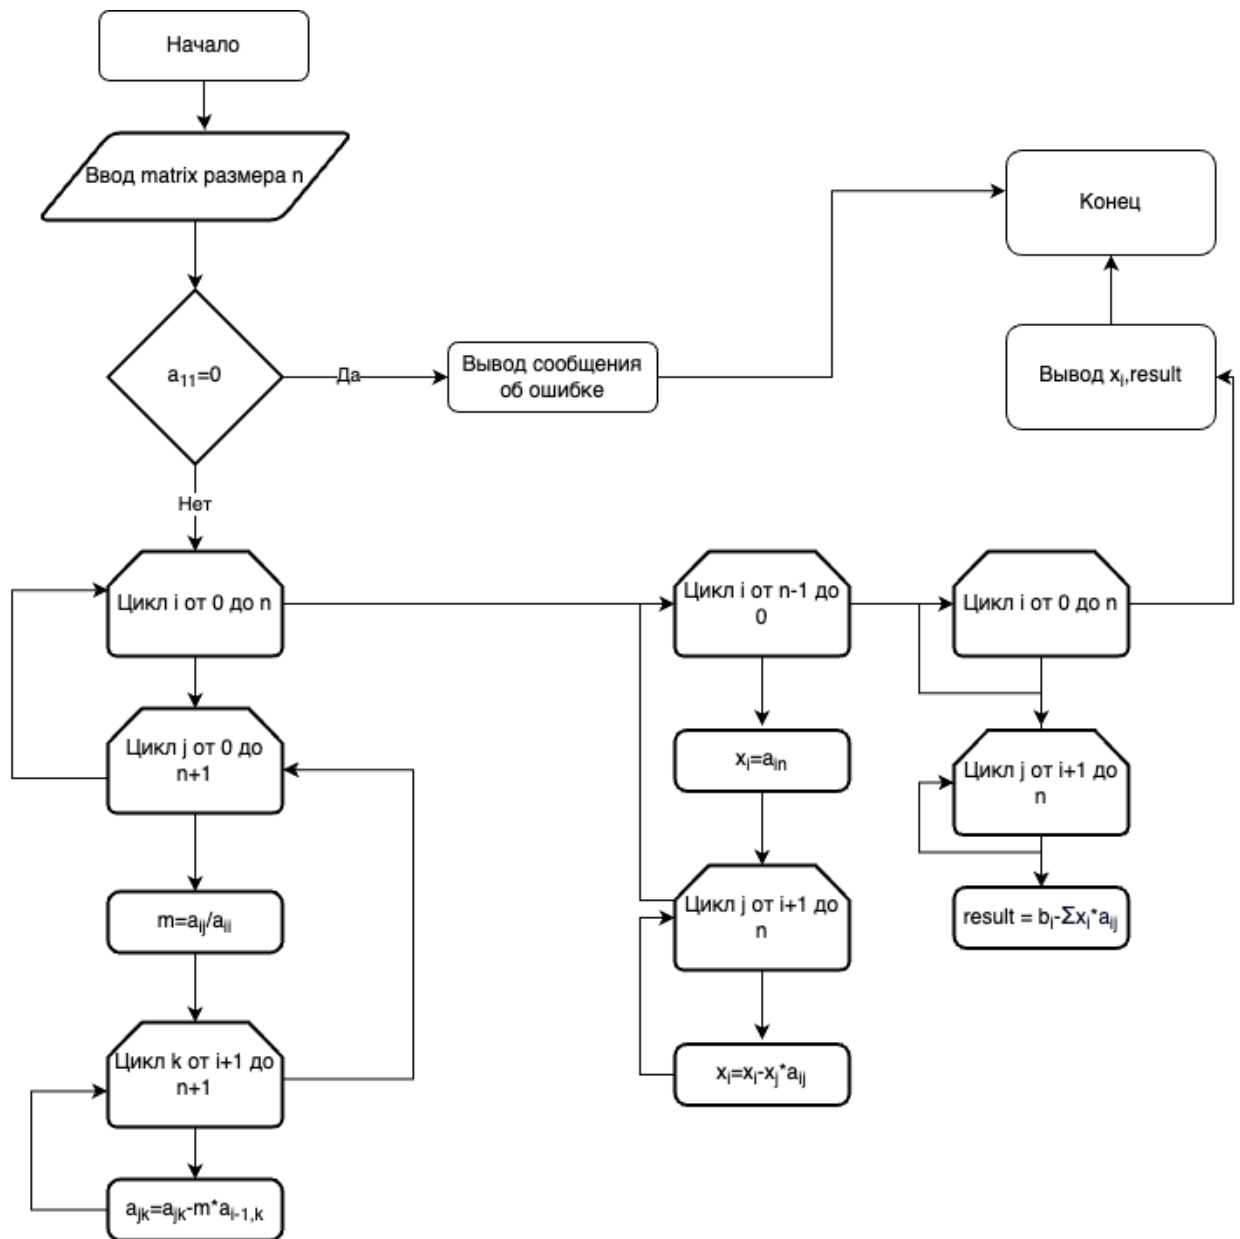 Начало
Ввод matrix размера n
Конец
a₁₁=0
Да
Вывод сообщения
об ошибке
Вывод xᵢ,result
Нет
Цикл i от 0 до n
Цикл i от n-1 до
0
Цикл i от 0 до n
Цикл j от 0 до
n+1
xᵢ=aᵢₙ
Цикл j от i+1 до
n
m=aᵢⱼ/aᵢᵢ
Цикл j от i+1 до
n
result = bᵢ-Σxᵢ*aᵢⱼ
Цикл k от i+1 до
n+1
xᵢ=xᵢ-xⱼ*aᵢⱼ
aⱼₖ=aⱼₖ-m*aᵢ₋₁,ₖ